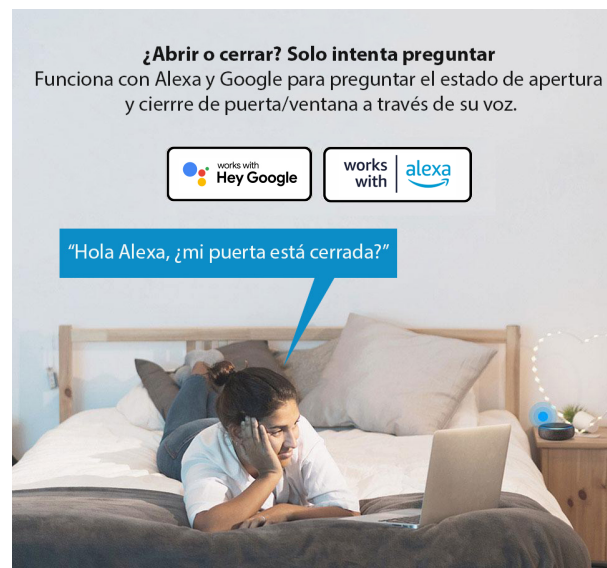 ¿Abrir o cerrar? Solo intenta preguntar
Funciona con Alexa y Google para preguntar el estado de apertura
y cierrre de puerta/ventana a través de su voz.
works with
Hey Google
works
with
alexa
“Hola Alexa, ¿mi puerta está cerrada?”